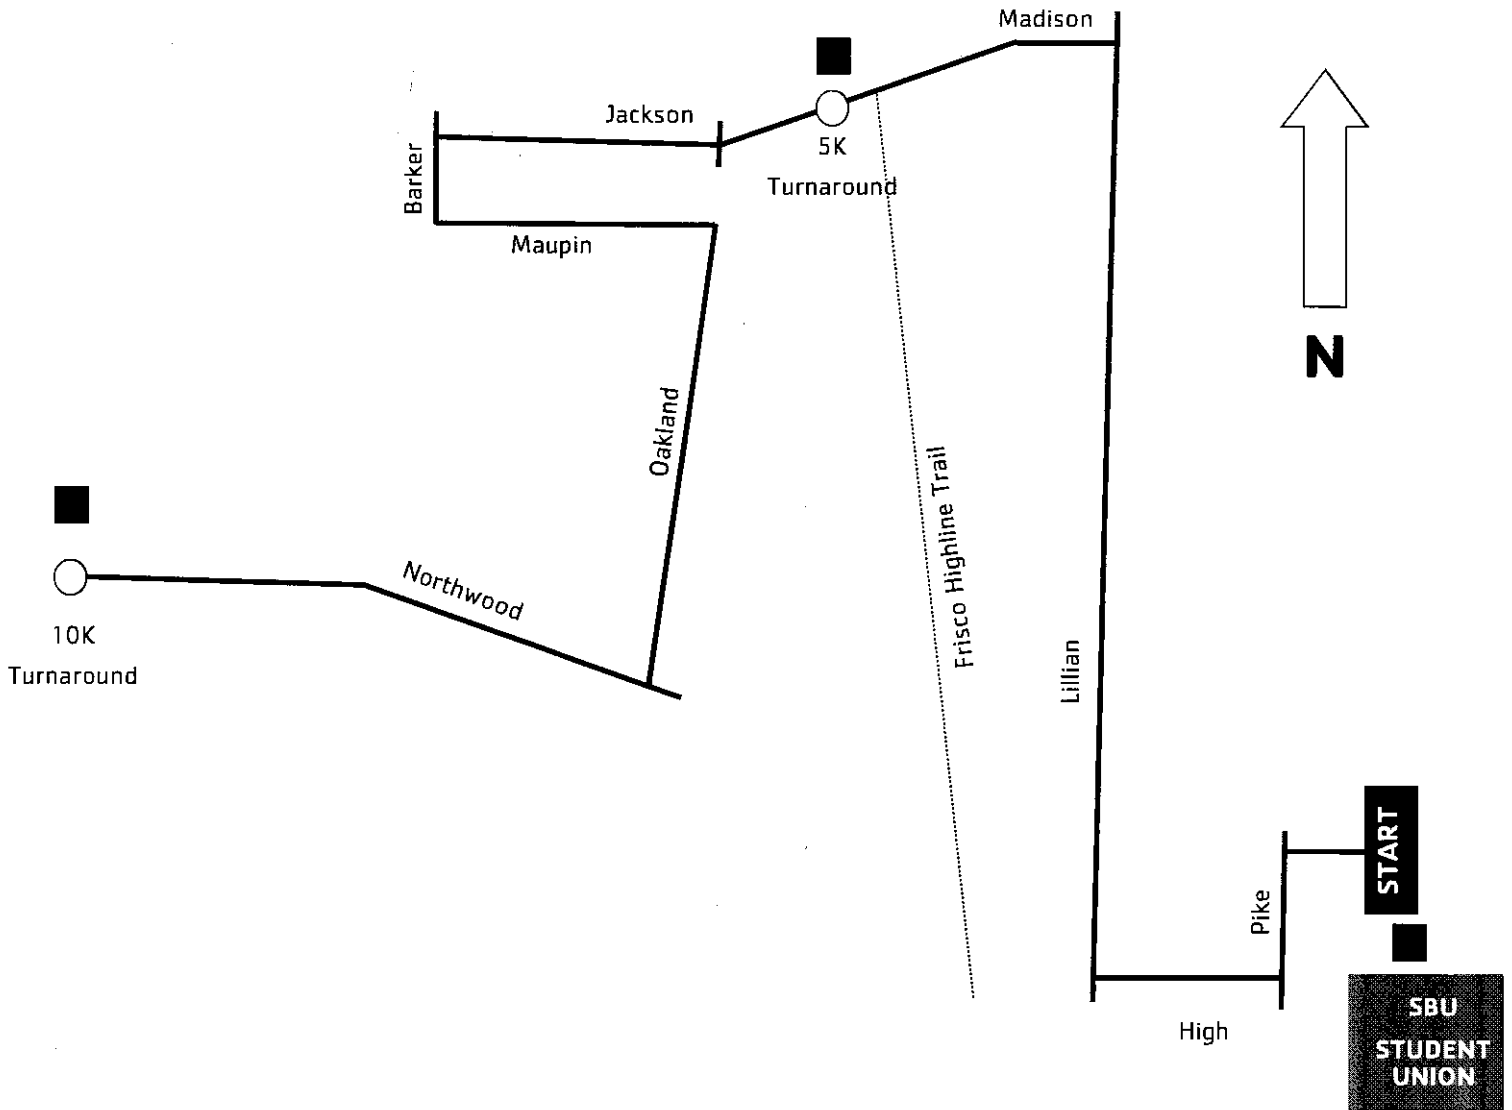 Madison
Jackson
5K
Turnaround
Barker
Maupin
N
Oakland
Frisco Highline Trail
Northwood
10K
Turnaround
Lillian
START
Pike
High
SBU
STUDENT
UNION